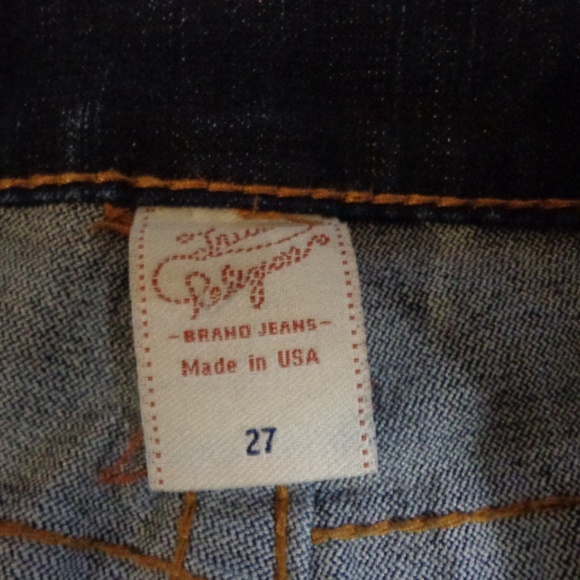 True
Religion
-BRAND JEANS-
Made in USA
27